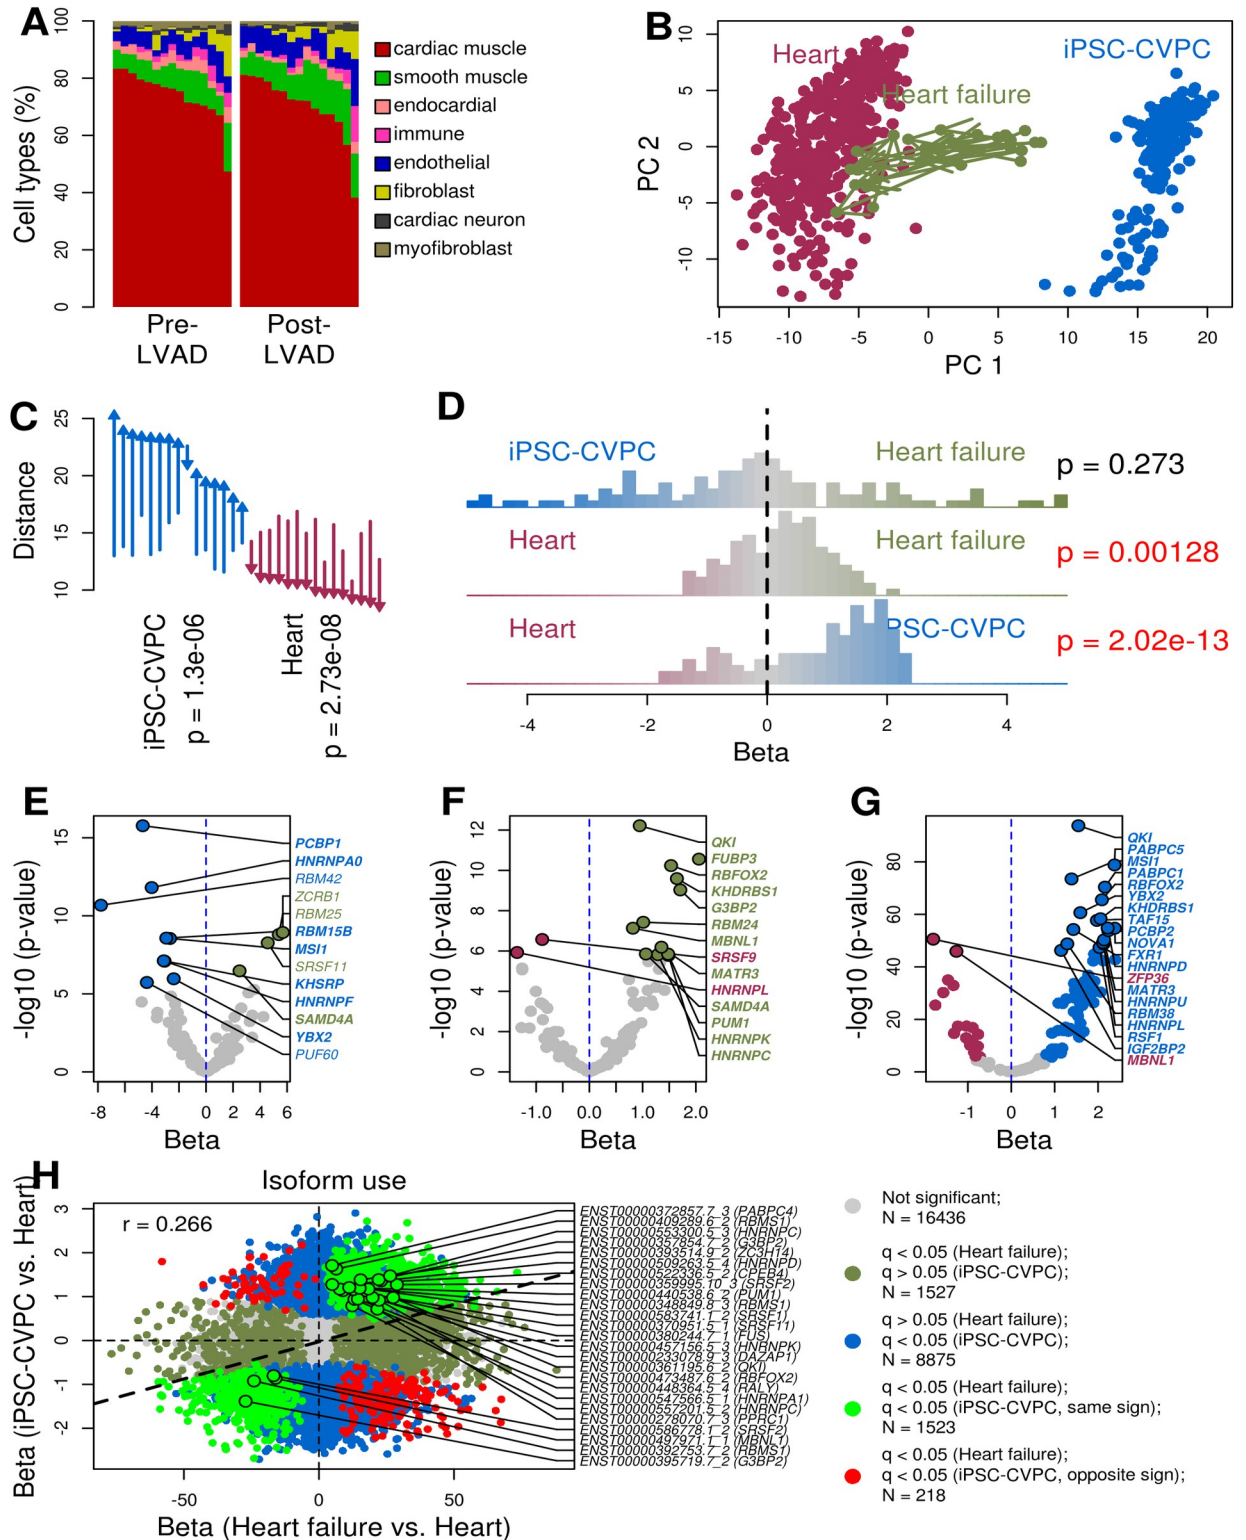 A
Cell types (%)
100
80
60
40
20
0
Pre-
LVAD
Post-
LVAD
cardiac muscle
smooth muscle
endocardial
immune
endothelial
fibroblast
cardiac neuron
myofibroblast
B
PC 2
10
5
0
-5
-10
Heart
Heart failure
iPSC-CVPC
-15
-10
-5
0
5
10
15
20
PC 1
C
Distance
25
20
15
10
iPSC-CVPC
p = 1.3e-06
Heart
p = 2.73e-08
D
iPSC-CVPC
Heart failure
p = 0.273
Heart
Heart failure
p = 0.00128
Heart
PSC-CVPC
p = 2.02e-13
-4
-2
0
2
4
Beta
E
-log10 (p-value)
15
10
5
0
PCBP1
HNRNPA0
RBM42
ZCRB1
RBM25
RBM15B
MSI1
SRSF11
KHSRP
HNRNPF
SAMD4A
YBX2
PUF60
-8
-4
0
2
4
6
Beta
F
-log10 (p-value)
12
10
8
6
4
2
0
QKI
FUBP3
RBFOX2
KHDRBS1
G3BP2
RBM24
MBNL1
SRSF9
MATR3
HNRNPL
SAMD4A
PUM1
HNRNPK
HNRNPC
-1.0
0.0
1.0
2.0
Beta
G
-log10 (p-value)
80
60
40
20
0
QKI
PABPC5
MSI1
PABPC1
RBFOX2
YBX2
KHDRBS1
TAF15
PCBP2
NOVA1
FXR1
HNRNPD
ZFP36
MATR3
HNRNPU
RBM38
HNRNPL
RSF1
IGF2BP2
MBNL1
-1
0
1
2
Beta
H
Isoform use
Beta (iPSC-CVPC vs. Heart)
r = 0.266
3
2
1
0
-1
-2
ENST00000372857.7_3 (PABPC4)
ENST00000409289.6_2 (RBMS1)
ENST00000553300.5_3 (HNRNPC)
ENST00000357854.7_2 (G3BP2)
ENST00000393514.9_2 (ZC3H14)
ENST00000509263.5_4 (HNRNPD)
ENST00000522336.5_2 (CPEB4)
ENST00000359995.10_3 (SRSF2)
ENST00000440538.6_2 (PUM1)
ENST00000348849.8_3 (RBMS1)
ENST00000583741.1_2 (SRSF1)
ENST00000370951.5_1 (SRSF11)
ENST00000380244.7_1 (FUS)
ENST00000457156.5_3 (HNRNPK)
ENST00000233078.9_3 (DAZAP1)
ENST00000361195.6_2 (QKI)
ENST00000473487.6_2 (RBFOX2)
ENST00000448364.5_4 (RALY)
ENST00000547566.5_1 (HNRNPA1)
ENST00000557201.5_2 (HNRNPC)
ENST00000278070.7_3 (PPRC1)
ENST00000586778.1_2 (SRSF2)
ENST00000497971.1_1 (MBNL1)
ENST00000392753.7_2 (RBMS1)
ENST00000395719.7_2 (G3BP2)
-50
0
50
Beta (Heart failure vs. Heart)
Not significant;
N = 16436
q < 0.05 (Heart failure);
q > 0.05 (iPSC-CVPC);
N = 1527
q > 0.05 (Heart failure);
q < 0.05 (iPSC-CVPC);
N = 8875
q < 0.05 (Heart failure);
q < 0.05 (iPSC-CVPC, same sign);
N = 1523
q < 0.05 (Heart failure);
q < 0.05 (iPSC-CVPC, opposite sign);
N = 218